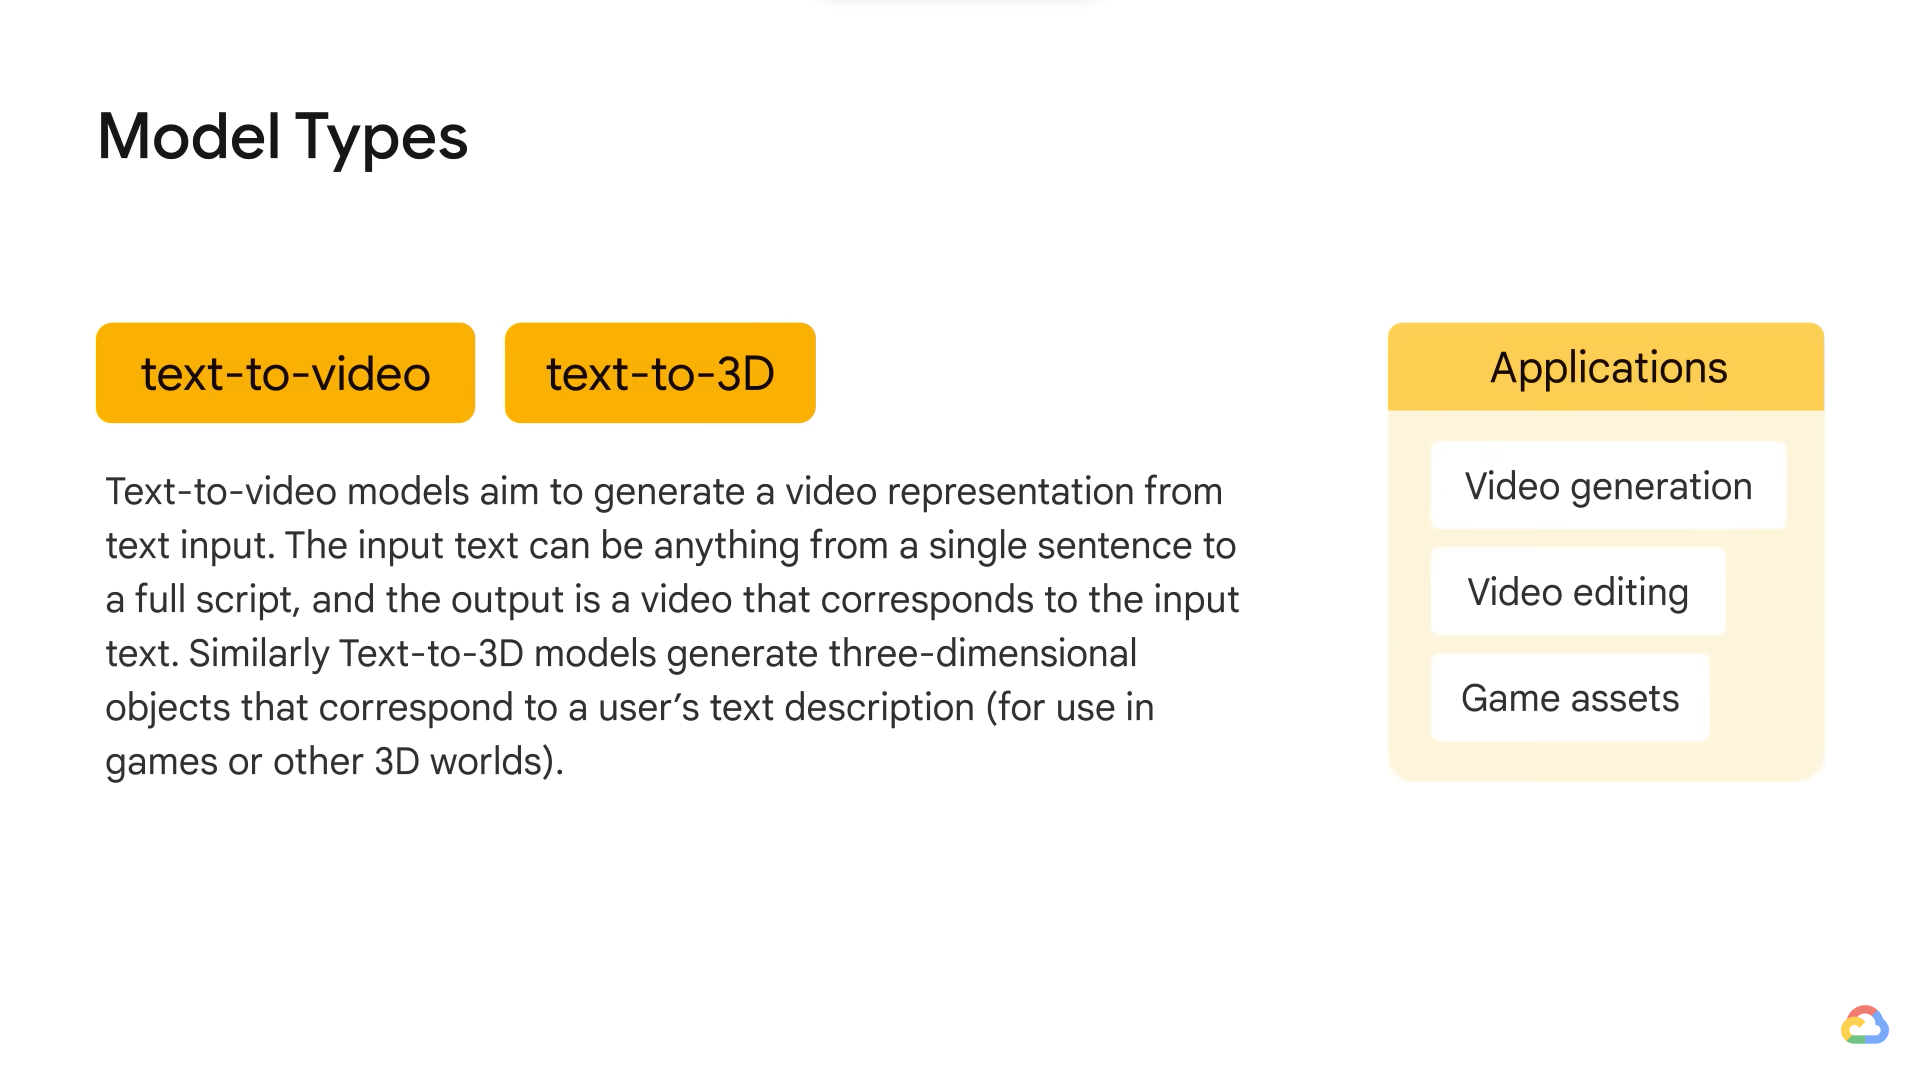 Model Types
text-to-video
text-to-3D
Text-to-video models aim to generate a video representation from
text input. The input text can be anything from a single sentence to
a full script, and the output is a video that corresponds to the input
text. Similarly Text-to-3D models generate three-dimensional
objects that correspond to a user’s text description (for use in
games or other 3D worlds).
Applications
Video generation
Video editing
Game assets